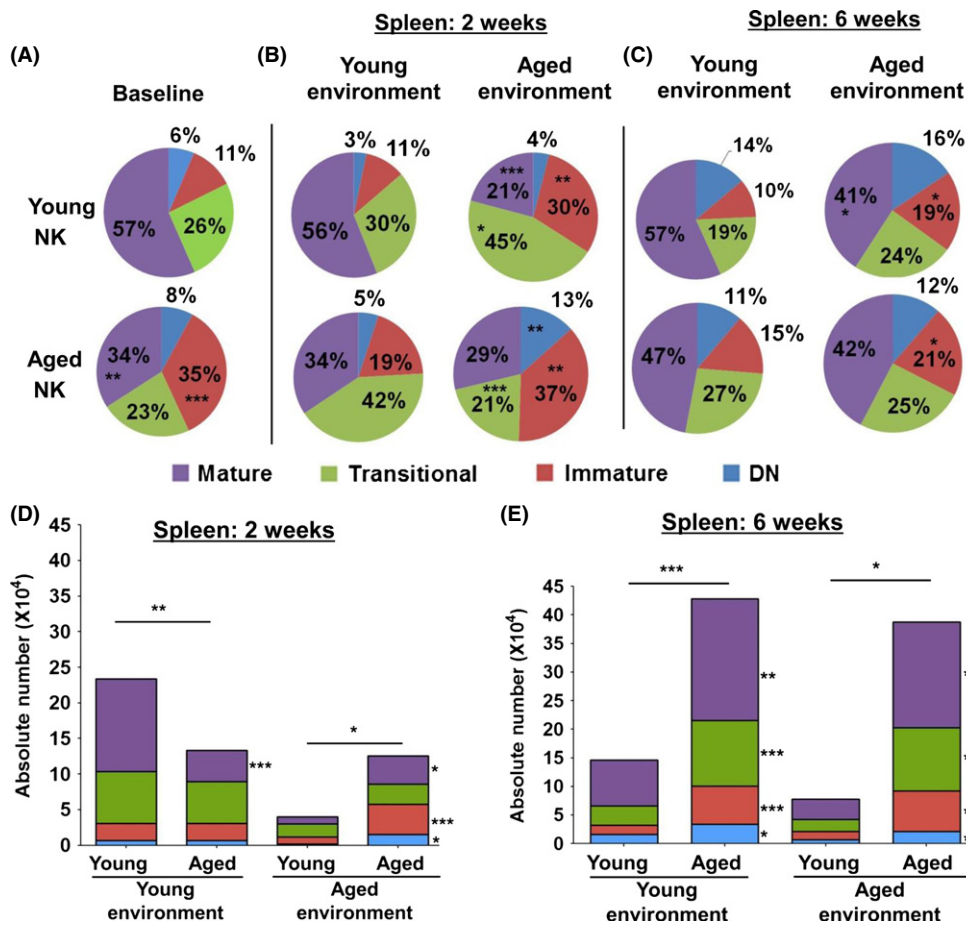 Spleen: 2 weeks
Spleen: 6 weeks
(A)
(B)
(C)
Baseline
Young
environment
Aged
environment
Young
environment
Aged
environment
Young
NK
6%
11%
26%
57%
3%
11%
30%
56%
4%
**
30%
*
45%
***
21%
14%
10%
19%
57%
16%
*
19%
24%
41%
*
Aged
NK
8%
35%
***
23%
34%
**
5%
19%
42%
34%
13%
**
**
37%
***
21%
29%
11%
15%
27%
47%
12%
*
21%
25%
42%
Mature
Transitional
Immature
DN
(D)
Spleen: 2 weeks
Absolute number (X10⁴)
45
40
35
30
25
20
15
10
5
0
**
***
*
*
***
*
Young Aged Young Aged
Young
environment
Aged
environment
(E)
Spleen: 6 weeks
Absolute number (X10⁴)
45
40
35
30
25
20
15
10
5
0
***
**
***
***
*
*
Young Aged Young Aged
Young
environment
Aged
environment